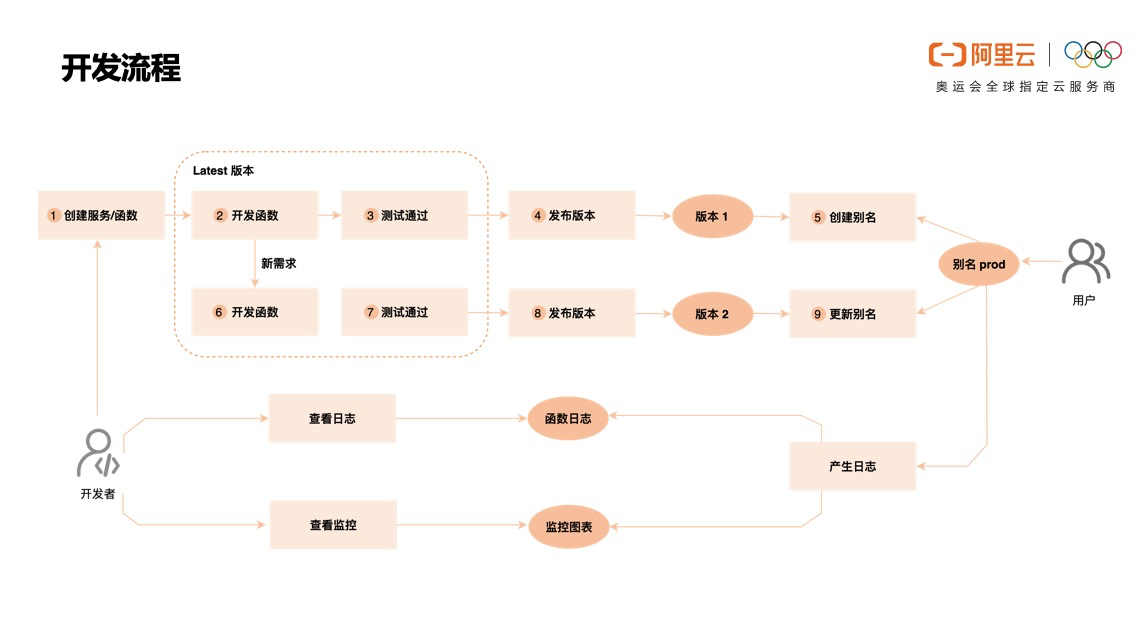 开发流程
阿里云
奥运会全球指定云服务商
Latest 版本
1 创建服务/函数
2 开发函数
3 测试通过
4 发布版本
版本 1
5 创建别名
别名 prod
用户
新需求
6 开发函数
7 测试通过
8 发布版本
版本 2
9 更新别名
查看日志
函数日志
产生日志
开发者
查看监控
监控图表